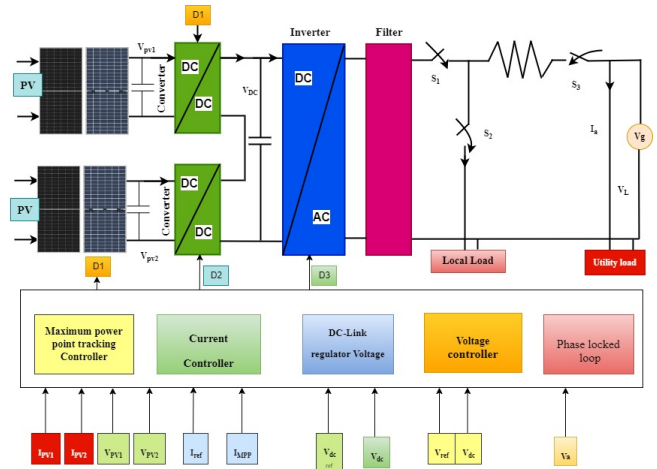 D1
Inverter
Filter
V_pv1
DC
DC
Converter
PV
V_DC
DC
AC
S_1
S_3
S_2
I_a
Vg
V_L
DC
DC
Converter
PV
V_pv2
D1
D2
D3
Local Load
Utility load
Maximum power
point tracking
Controller
Current
Controller
DC-Link
regulator Voltage
Voltage
controller
Phase locked
loop
I_PV1
I_PV2
V_PV1
V_PV2
I_ref
I_MPP
V_dc
ref
V_dc
V_ref
V_dc
Va